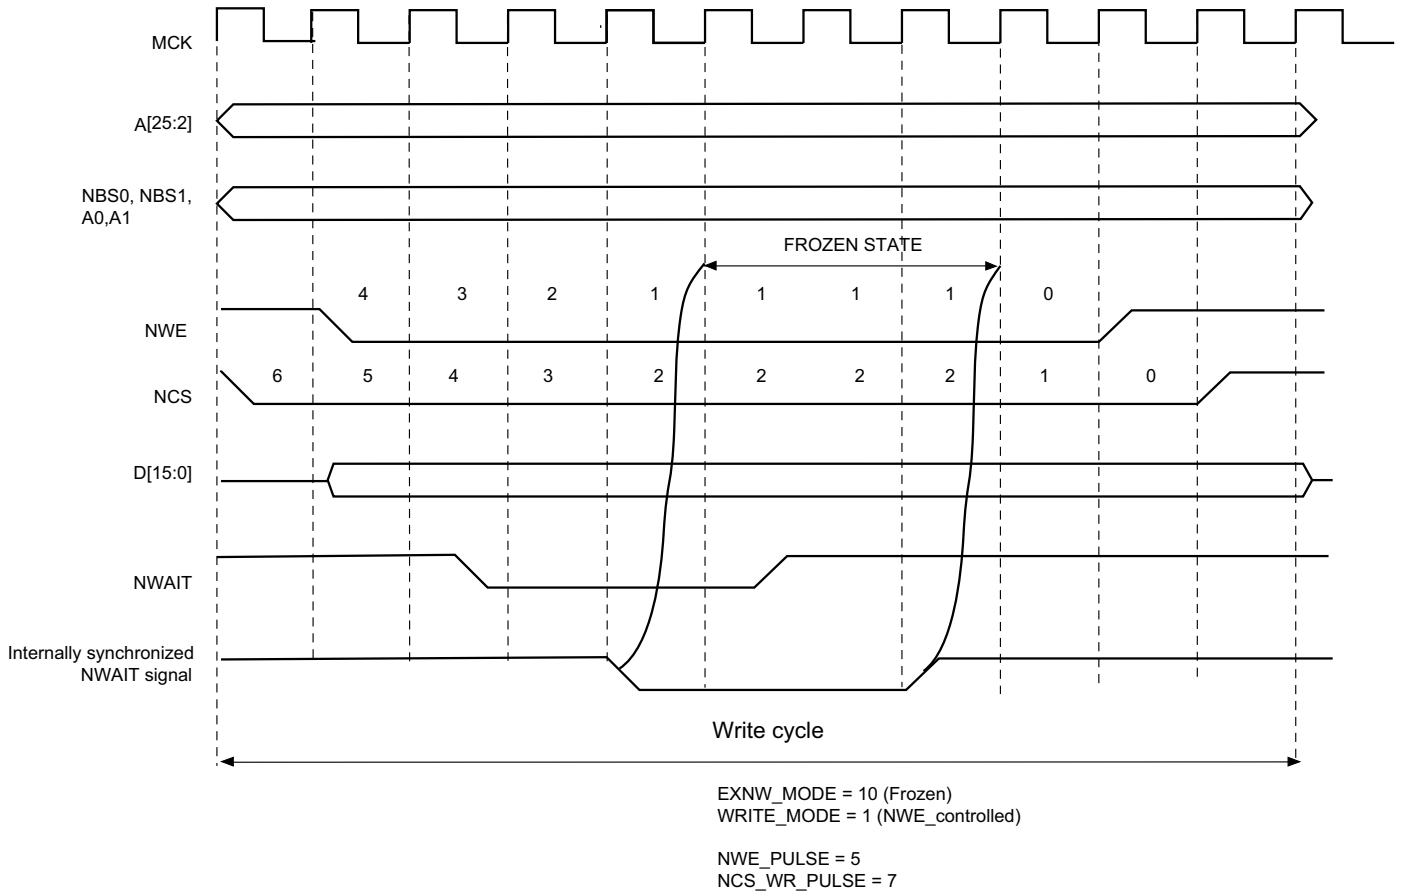 MCK
A[25:2]
NBS0, NBS1,
A0,A1
FROZEN STATE
4 3 2 1 1 1 1 0
NWE
6 5 4 3 2 2 2 2 1 0
NCS
D[15:0]
NWAIT
Internally synchronized
NWAIT signal
Write cycle
EXNW_MODE = 10 (Frozen)
WRITE_MODE = 1 (NWE_controlled)
NWE_PULSE = 5
NCS_WR_PULSE = 7